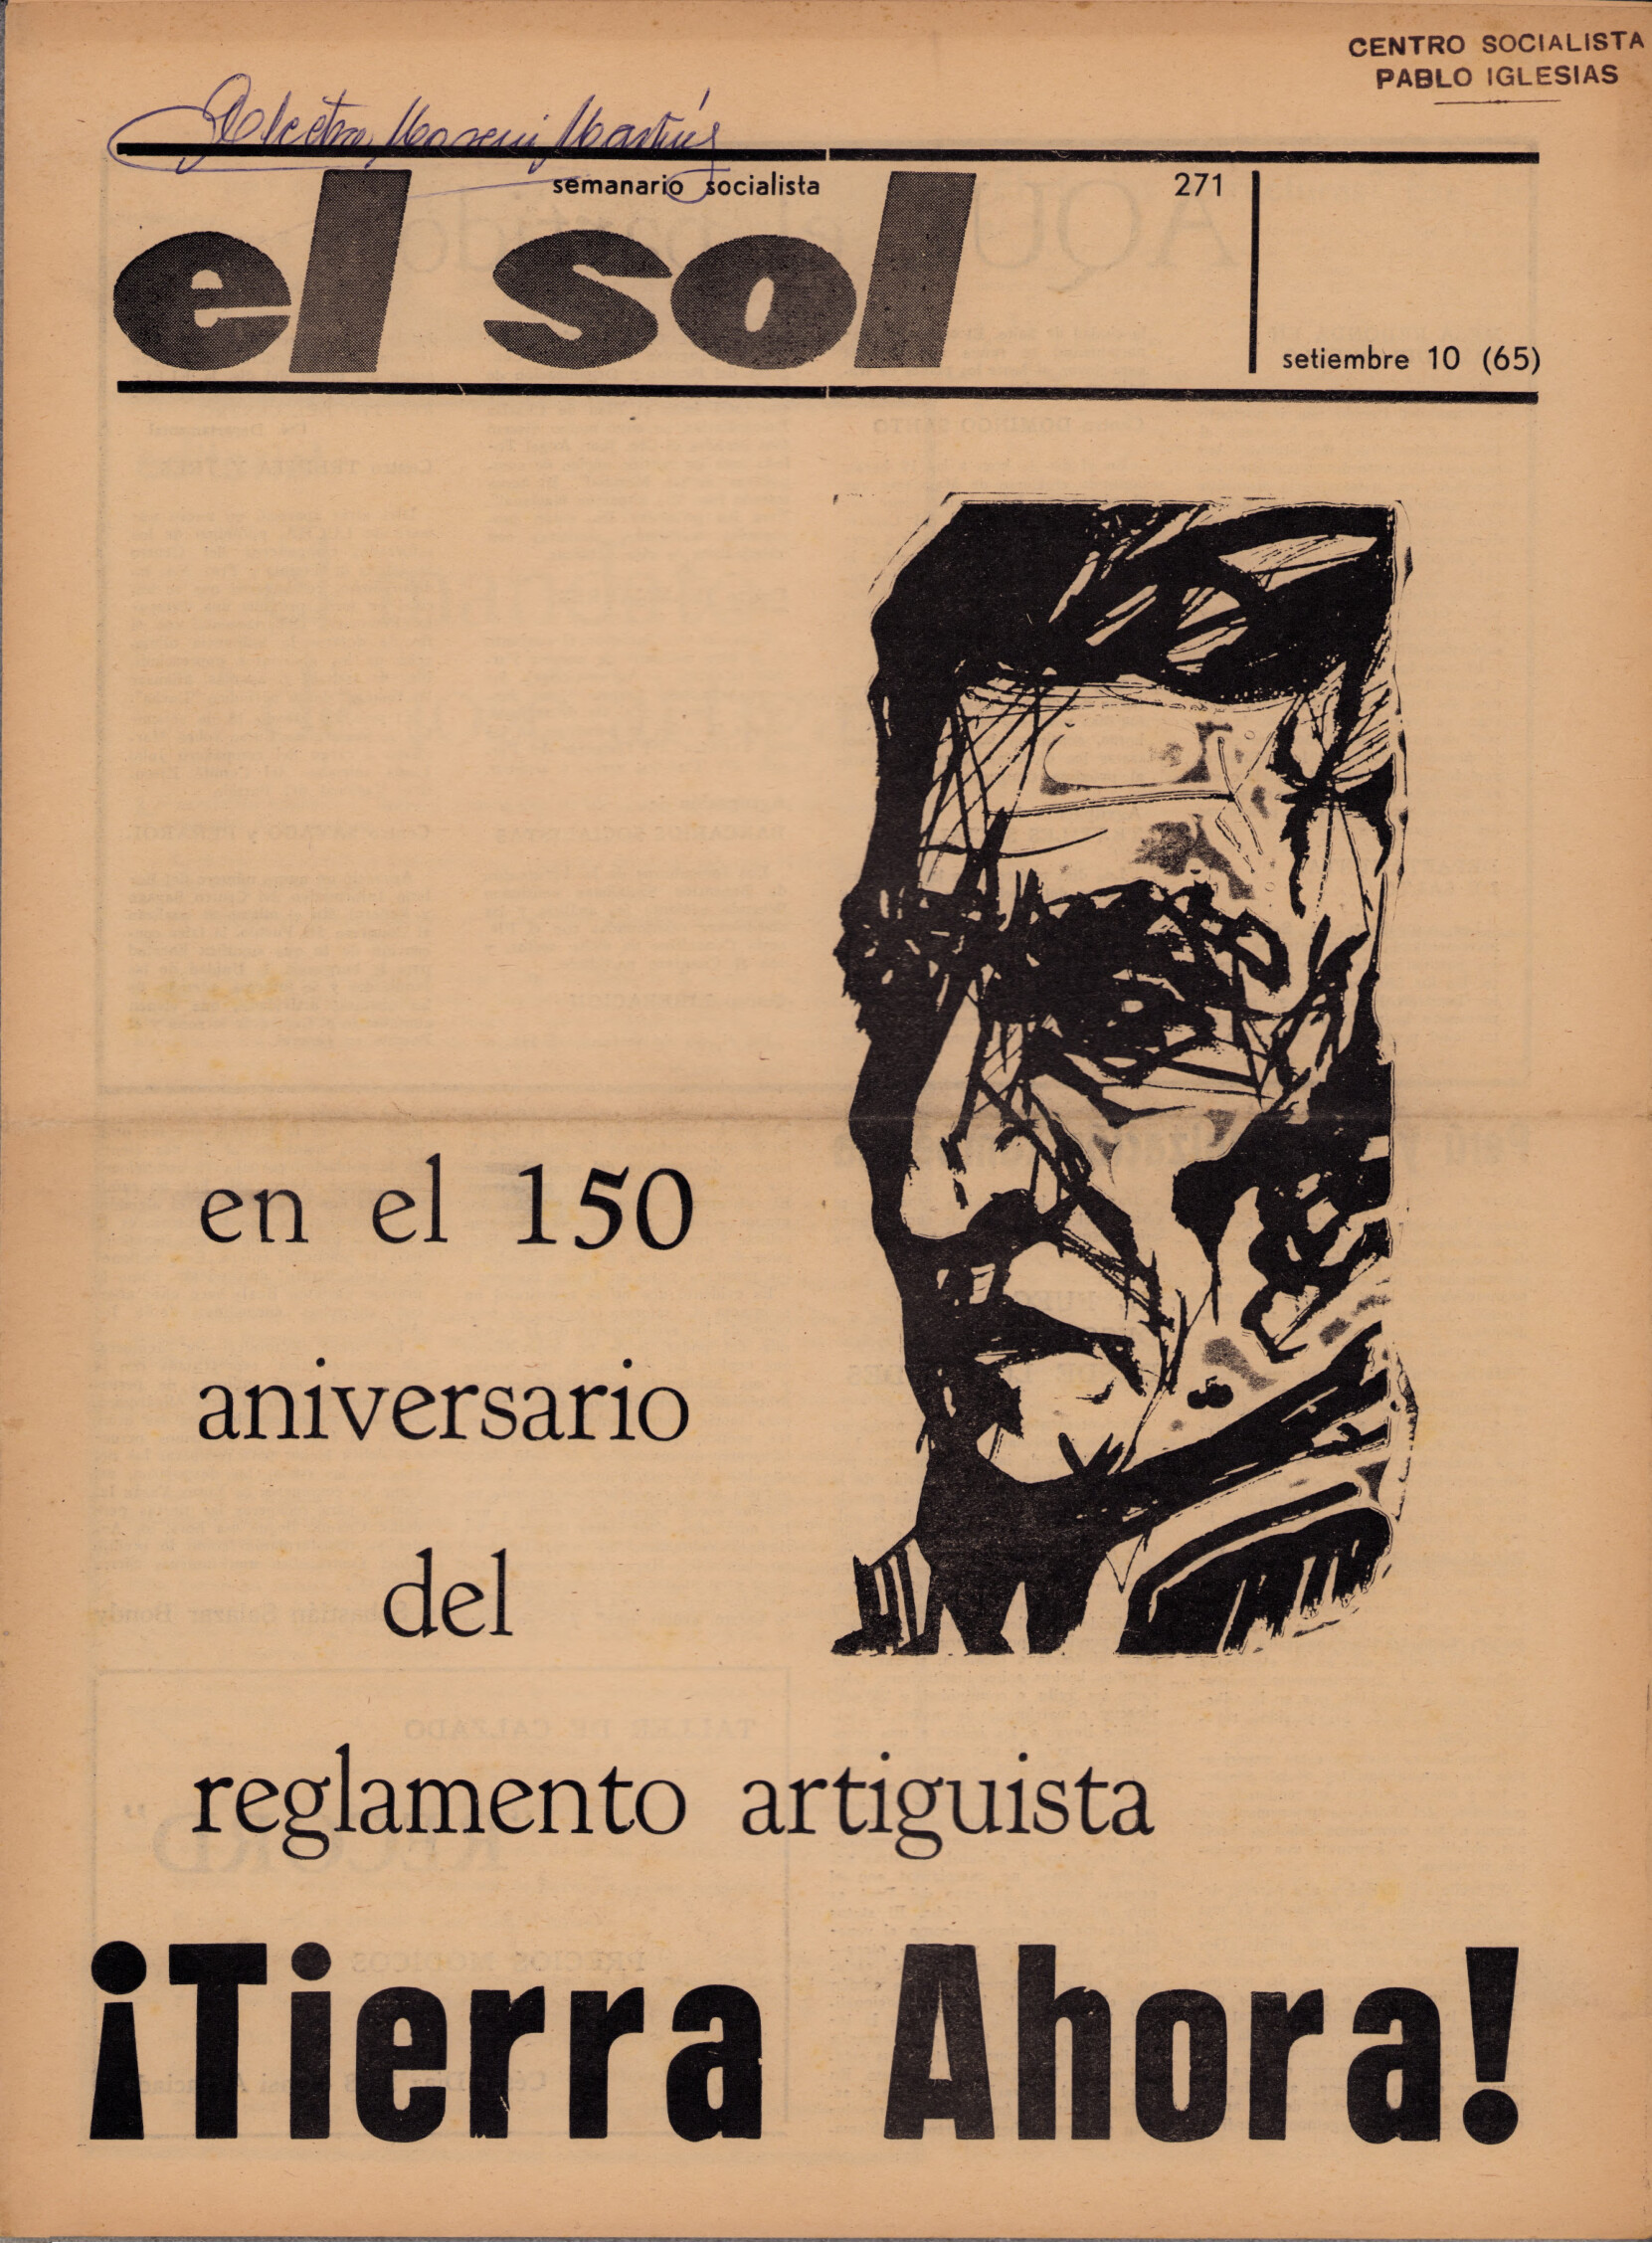 CENTRO SOCIALISTA
PABLO IGLESIAS
semanario socialista
271
el sol
setiembre 10 (65)
en el 150
aniversario
del
reglamento artiguista
¡Tierra Ahora!